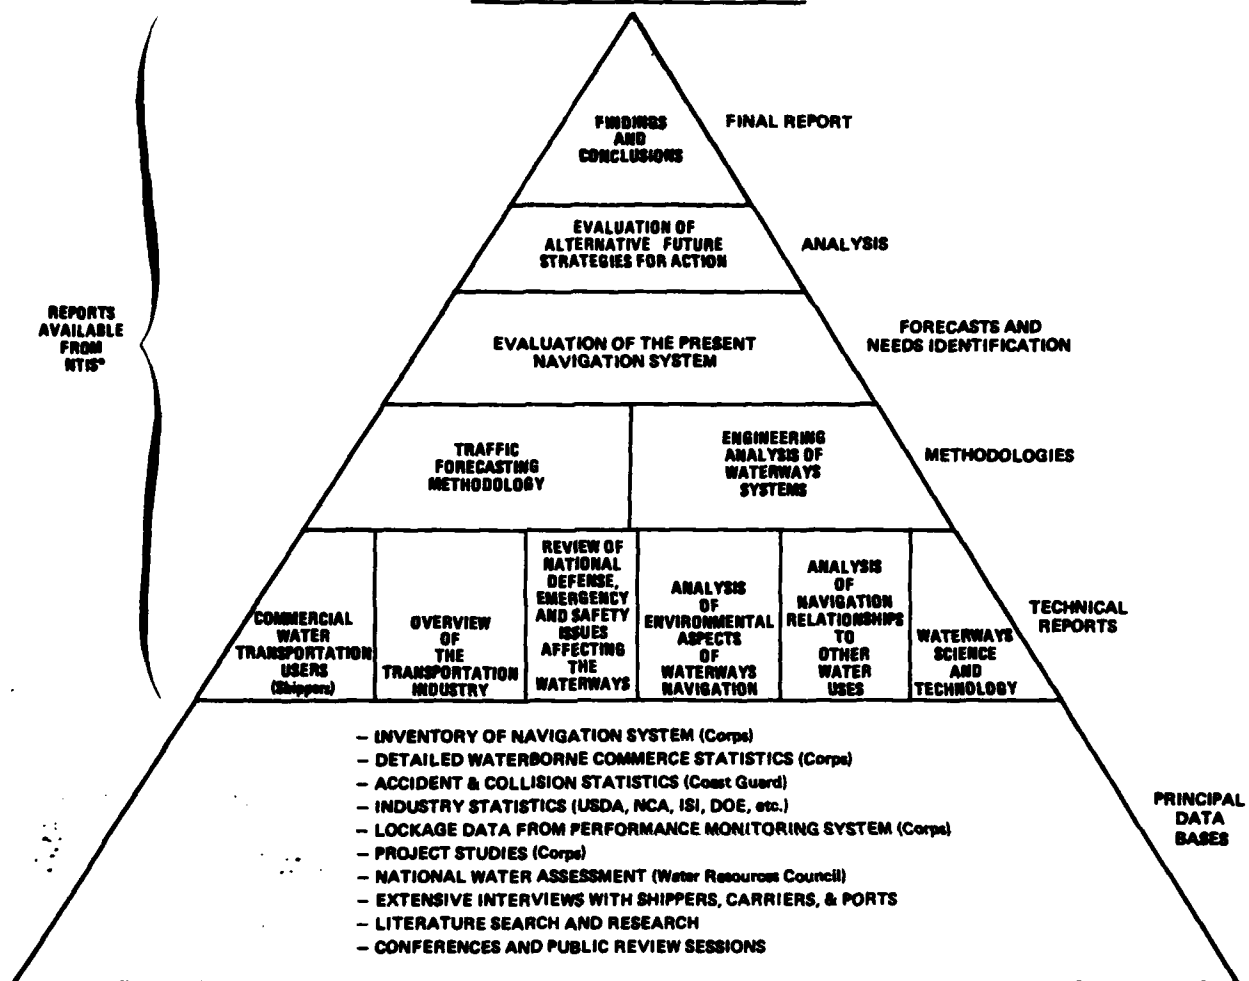 FINDINGS
AND
CONCLUSIONS
FINAL REPORT
EVALUATION OF
ALTERNATIVE FUTURE
STRATEGIES FOR ACTION
ANALYSIS
REPORTS
AVAILABLE
FROM
NTIS*
EVALUATION OF THE PRESENT
NAVIGATION SYSTEM
FORECASTS AND
NEEDS IDENTIFICATION
TRAFFIC
FORECASTING
METHODOLOGY
ENGINEERING
ANALYSIS OF
WATERWAYS
SYSTEMS
METHODOLOGIES
COMMERCIAL
WATER
TRANSPORTATION
USERS
(Shippers)
OVERVIEW
OF
THE
TRANSPORTATION
INDUSTRY
REVIEW OF
NATIONAL
DEFENSE,
EMERGENCY
AND SAFETY
ISSUES
AFFECTING
THE
WATERWAYS
ANALYSIS
OF
ENVIRONMENTAL
ASPECTS
OF
WATERWAYS
NAVIGATION
ANALYSIS
OF
NAVIGATION
RELATIONSHIPS
TO
OTHER
WATER
USES
WATERWAYS
SCIENCE
AND
TECHNOLOGY
TECHNICAL
REPORTS
– INVENTORY OF NAVIGATION SYSTEM (Corps)
– DETAILED WATERBORNE COMMERCE STATISTICS (Corps)
– ACCIDENT & COLLISION STATISTICS (Coast Guard)
– INDUSTRY STATISTICS (USDA, NCA, ISI, DOE, etc.)
– LOCKAGE DATA FROM PERFORMANCE MONITORING SYSTEM (Corps)
– PROJECT STUDIES (Corps)
– NATIONAL WATER ASSESSMENT (Water Resources Council)
– EXTENSIVE INTERVIEWS WITH SHIPPERS, CARRIERS, & PORTS
– LITERATURE SEARCH AND RESEARCH
– CONFERENCES AND PUBLIC REVIEW SESSIONS
PRINCIPAL
DATA
BASES